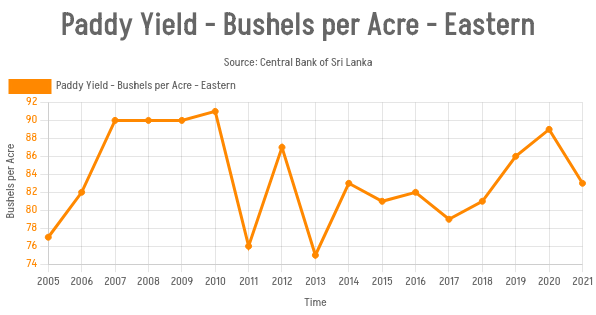 Paddy Yield - Bushels per Acre - Eastern
Source: Central Bank of Sri Lanka
Paddy Yield - Bushels per Acre - Eastern
92
90
88
86
84
82
80
78
76
74
Bushels per Acre
2005 2006 2007 2008 2009 2010 2011 2012 2013 2014 2015 2016 2017 2018 2019 2020 2021
Time